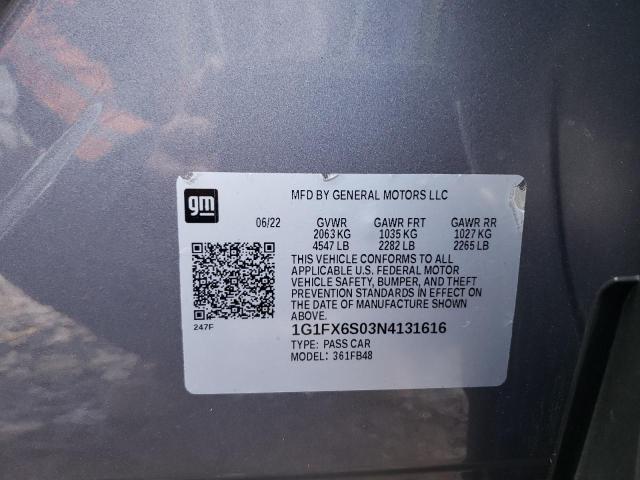 gm
MFD BY GENERAL MOTORS LLC
06/22 GVWR GAWR FRT GAWR RR
2063 KG 1035 KG 1027 KG
4547 LB 2282 LB 2265 LB
THIS VEHICLE CONFORMS TO ALL
APPLICABLE U.S. FEDERAL MOTOR
VEHICLE SAFETY, BUMPER, AND THEFT
PREVENTION STANDARDS IN EFFECT ON
THE DATE OF MANUFACTURE SHOWN
ABOVE.
247F
1G1FX6S03N4131616
TYPE: PASS CAR
MODEL: 361FB48